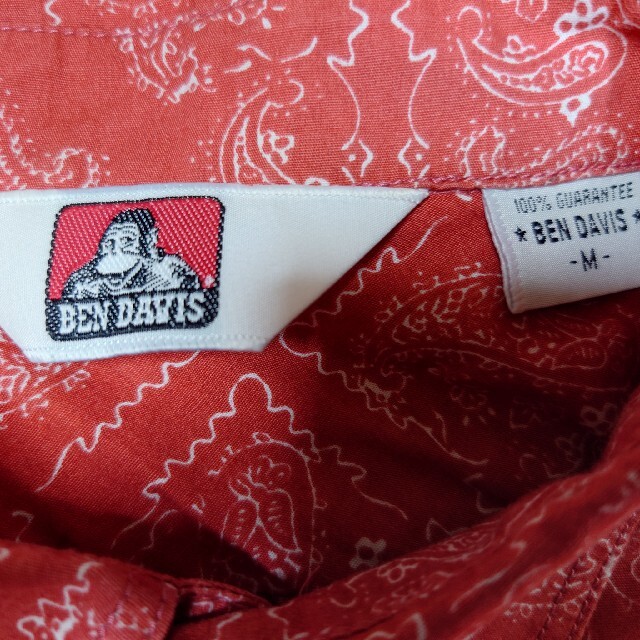 BEN DAVIS
100% GUARANTEE
★ BEN DAVIS ★
-M-